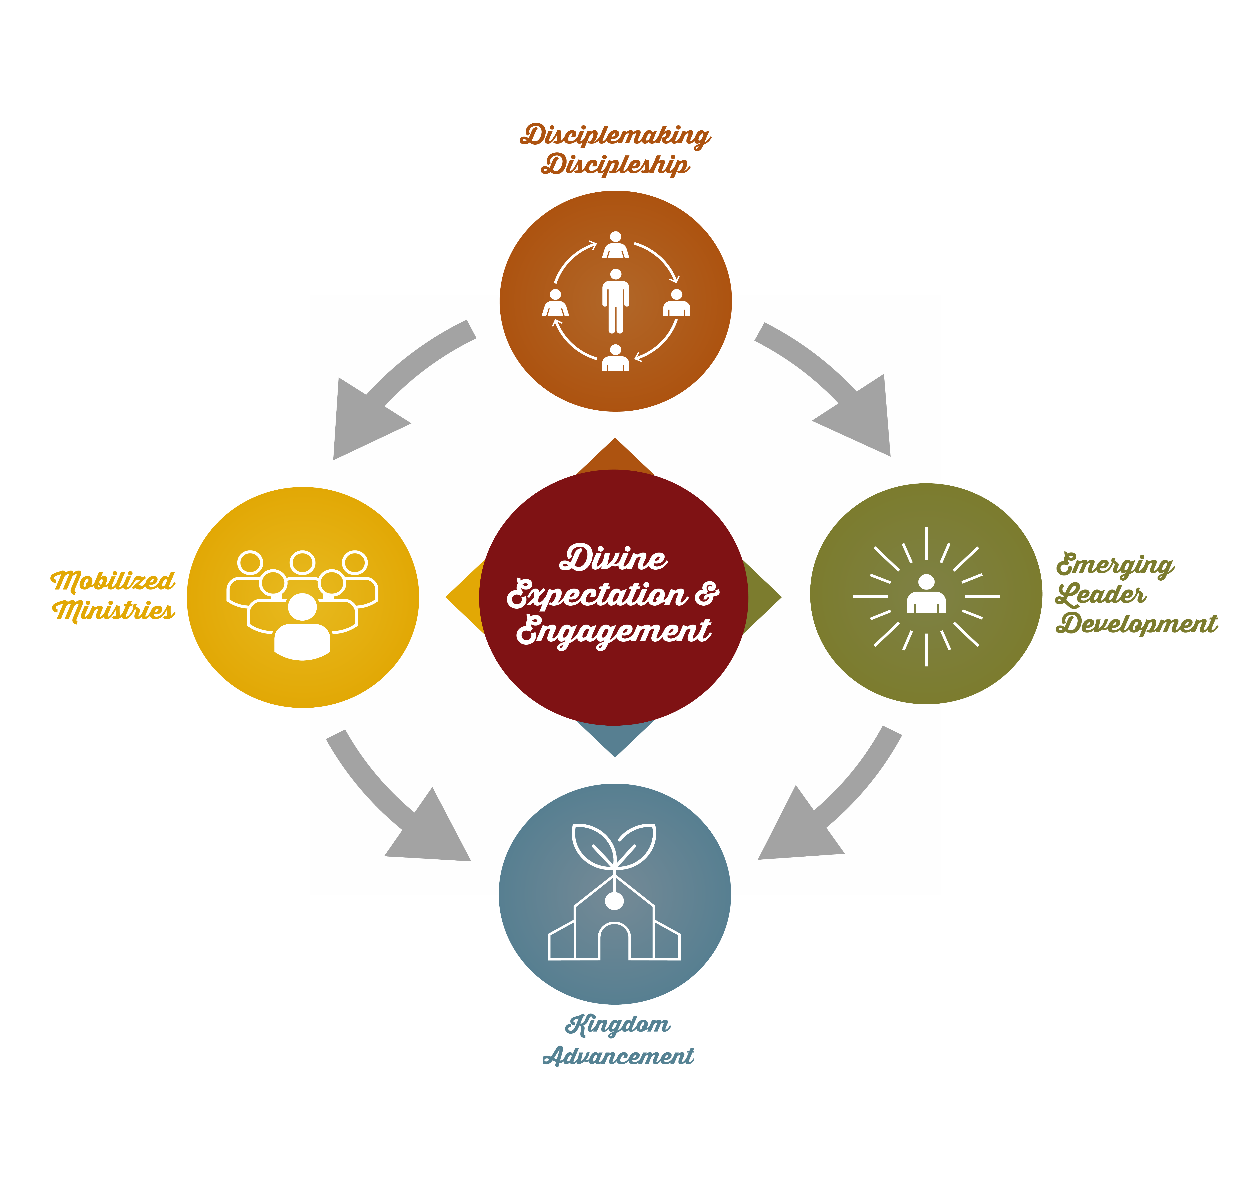 Disciplemaking
Discipleship
Divine
Expectation &
Engagement
Mobilized
Ministries
Emerging
Leader
Development
Kingdom
Advancement